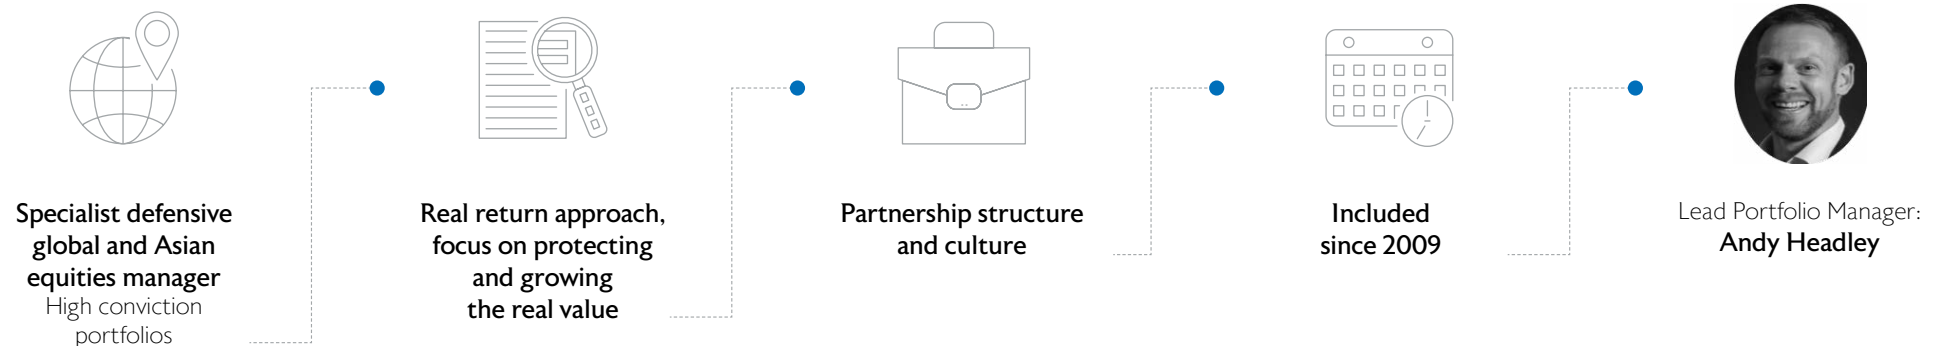 Specialist defensive
global and Asian
equities manager
High conviction
portfolios
Real return approach,
focus on protecting
and growing
the real value
Partnership structure
and culture
Included
since 2009
Lead Portfolio Manager:
Andy Headley